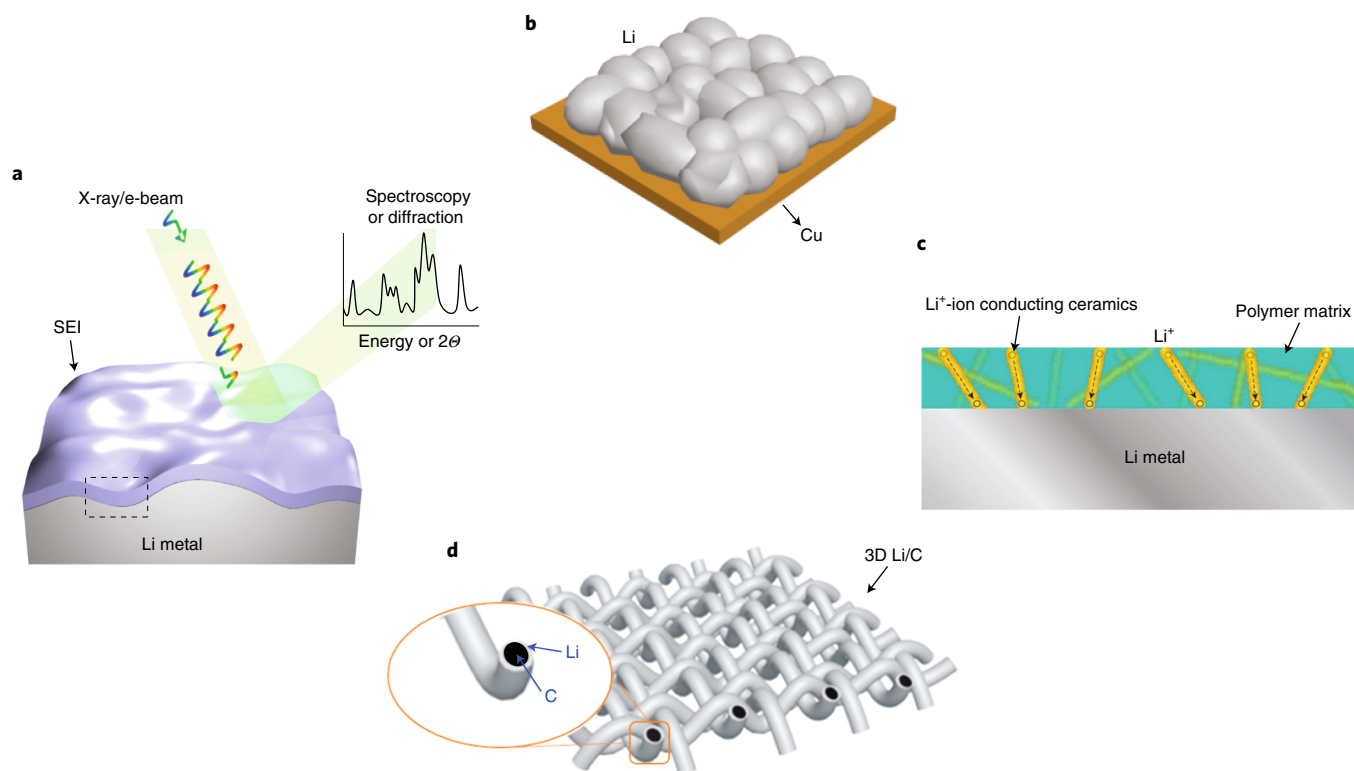 a
X-ray/e-beam
Spectroscopy
or diffraction
Energy or 2Θ
SEI
Li metal
b
Li
Cu
c
Li⁺-ion conducting ceramics
Li⁺
Polymer matrix
Li metal
d
3D Li/C
Li
C